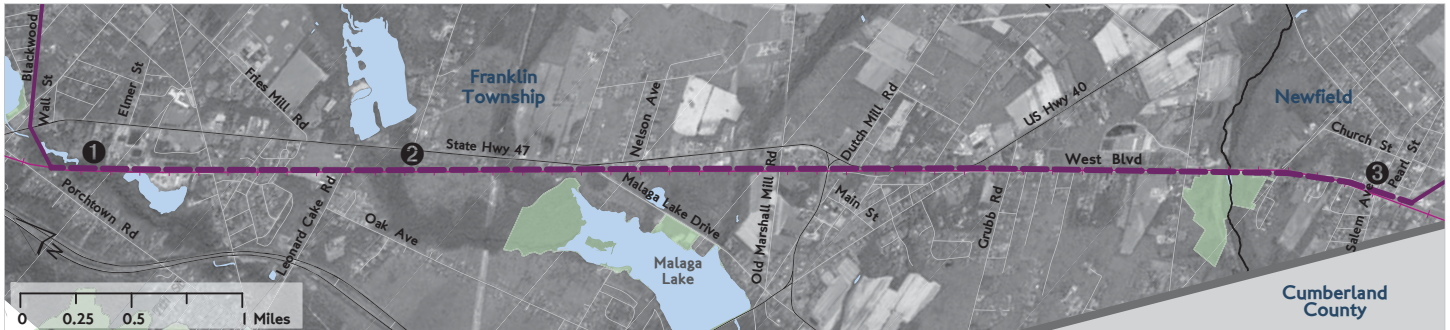 Blackwood
Wall St
Elmer St
Fries Mill Rd
Franklin
Township
Nelson Ave
Dutch Mill Rd
US Hwy 40
Newfield
Church St
Pearl St
1
2
State Hwy 47
West Blvd
3
Porchtown Rd
Leonard Cake Rd
Oak Ave
Malaga Lake Drive
Old Marshall Mill Rd
Main St
Grubb Rd
Salem Ave
N
Malaga
Lake
Cumberland
County
0 0.25 0.5 1 Miles